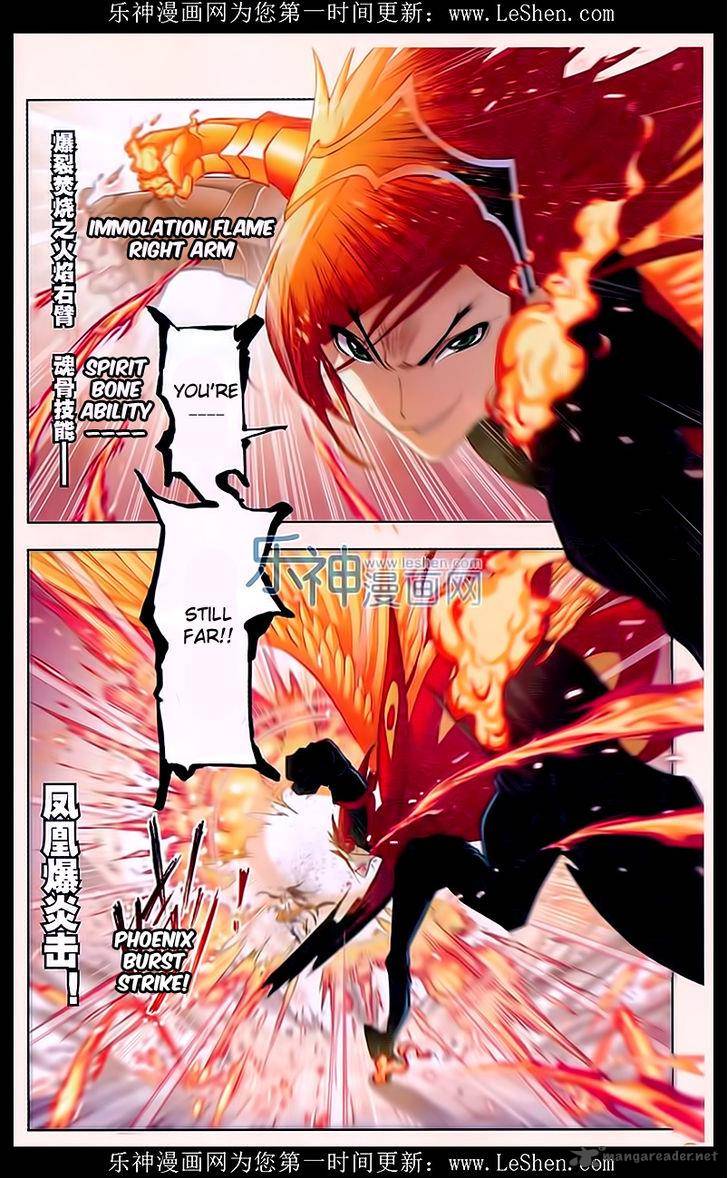 乐神漫画网为您第一时间更新: www.LeShen.com
爆裂焚烧之火焰右臂
IMMOLATION FLAME
RIGHT ARM
魂骨技能——
SPIRIT
BONE
ABILITY
————
YOU'RE
————
乐神漫画网
www.leshen.com
STILL
FAR!!
凤凰爆炎击!
PHOENIX
BURST
STRIKE!
乐神漫画网为您第一时间更新: www.LeShen.com
mangareader.net